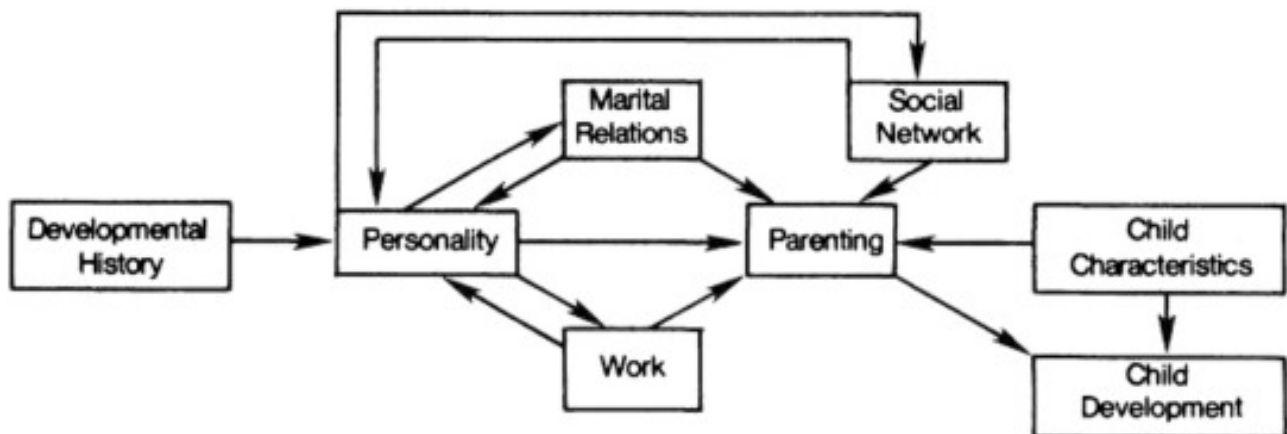 Marital
Relations
Social
Network
Developmental
History
Personality
Parenting
Child
Characteristics
Work
Child
Development